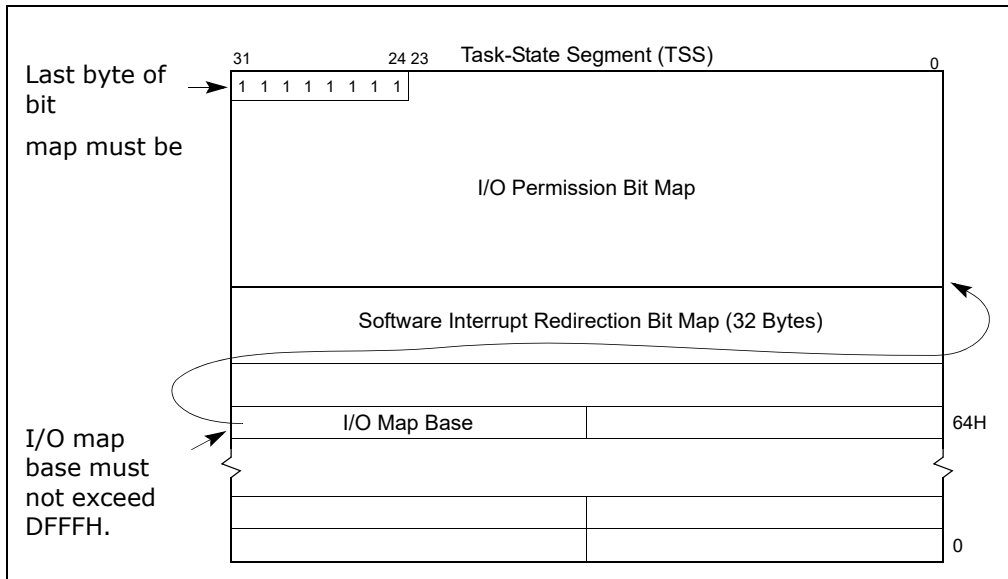 31
24 23
Task-State Segment (TSS)
0
Last byte of
bit
map must be
1 1 1 1 1 1 1 1
I/O Permission Bit Map
Software Interrupt Redirection Bit Map (32 Bytes)
I/O Map Base
64H
I/O map
base must
not exceed
DFFFH.
0